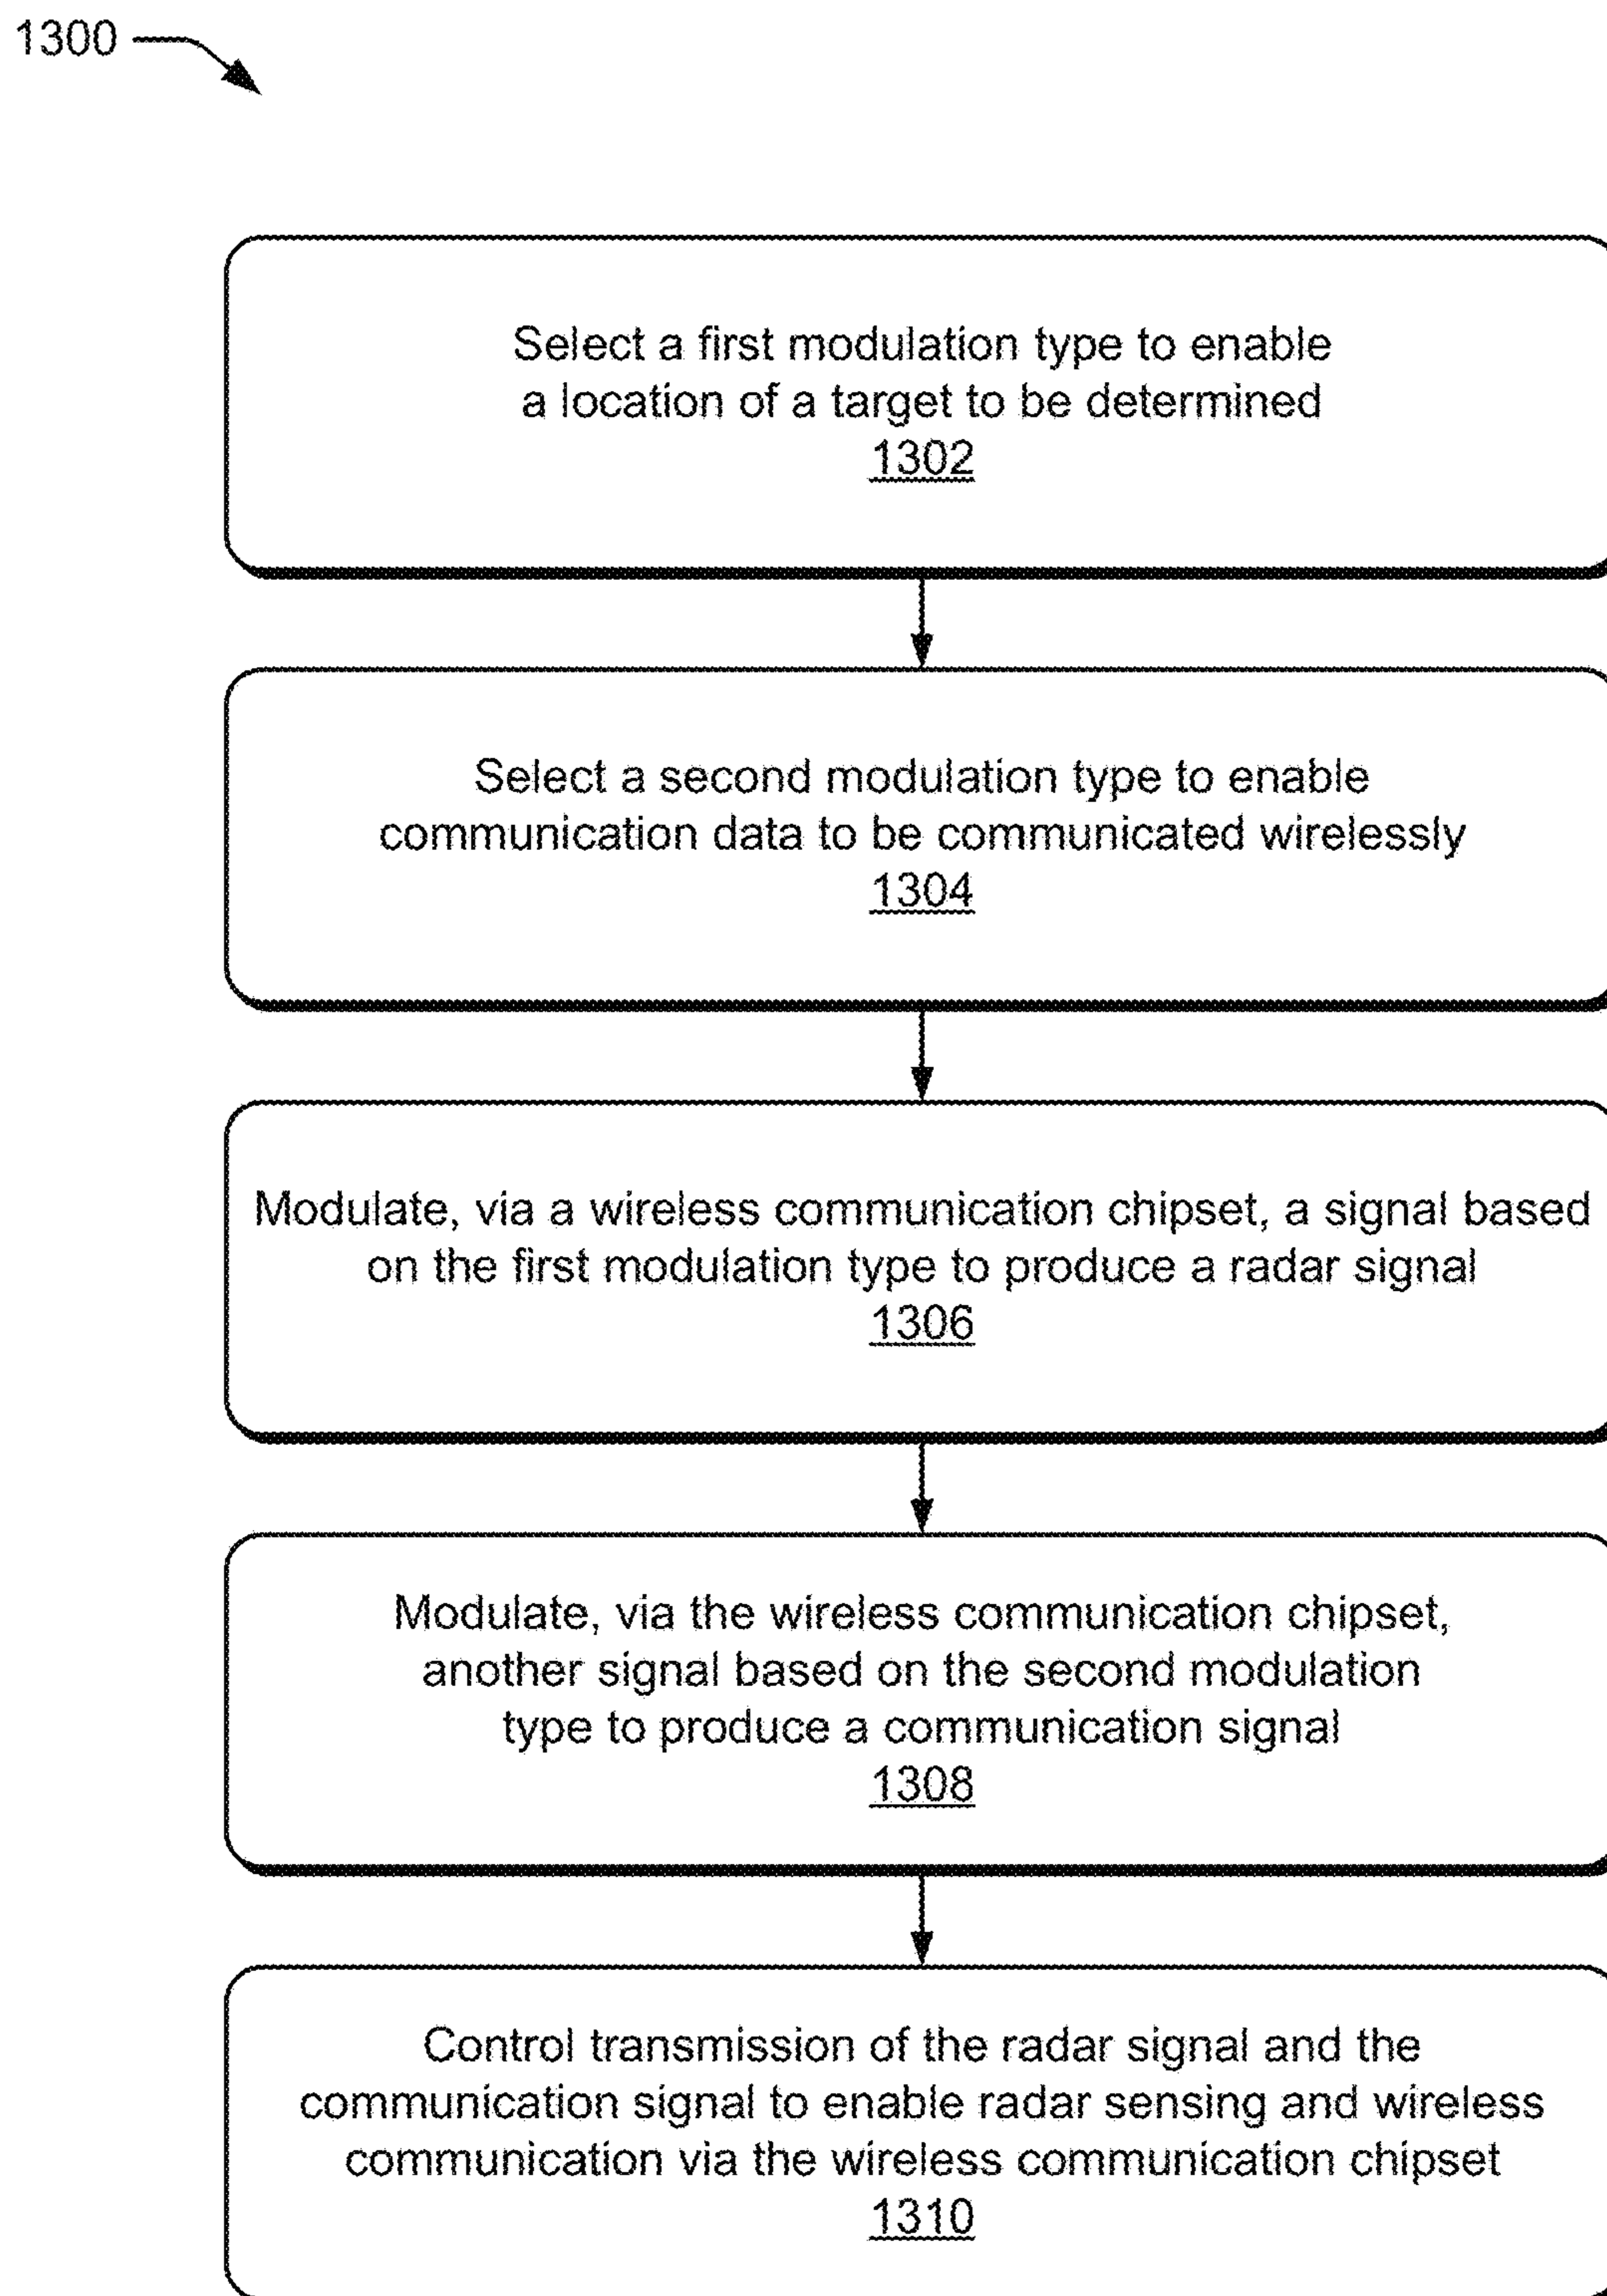 1300
Select a first modulation type to enable
a location of a target to be determined
1302
Select a second modulation type to enable
communication data to be communicated wirelessly
1304
Modulate, via a wireless communication chipset, a signal based
on the first modulation type to produce a radar signal
1306
Modulate, via the wireless communication chipset,
another signal based on the second modulation
type to produce a communication signal
1308
Control transmission of the radar signal and the
communication signal to enable radar sensing and wireless
communication via the wireless communication chipset
1310